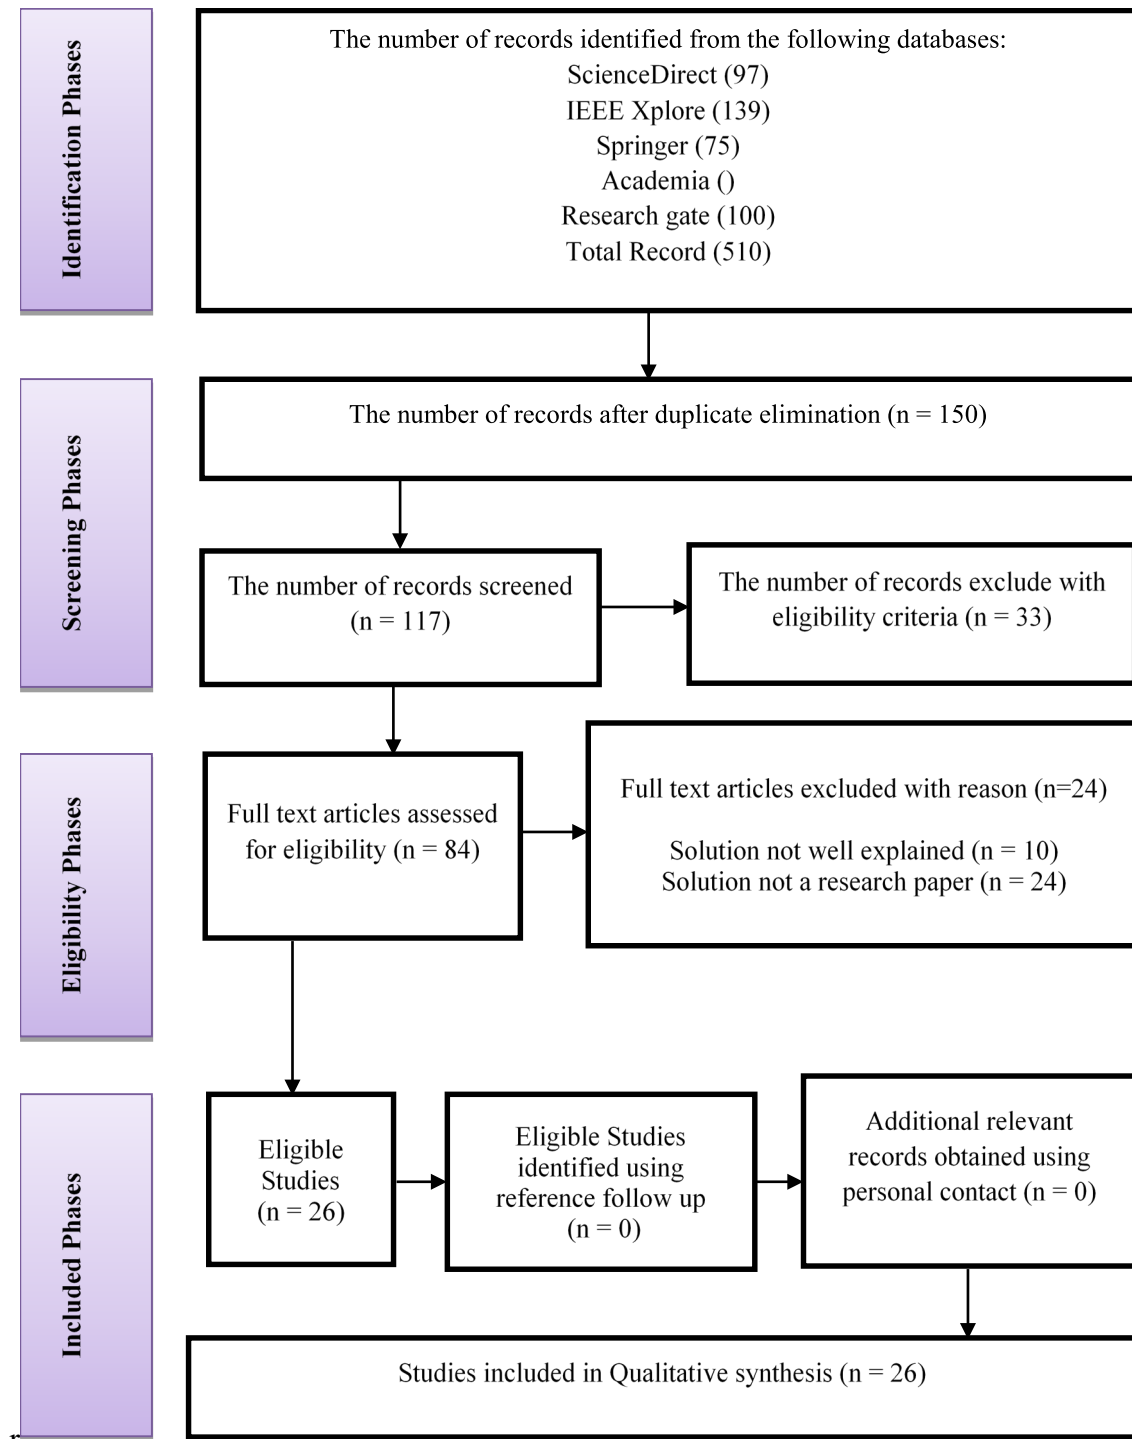 Identification Phases
The number of records identified from the following databases:
ScienceDirect (97)
IEEE Xplore (139)
Springer (75)
Academia ()
Research gate (100)
Total Record (510)
Screening Phases
The number of records after duplicate elimination (n = 150)
The number of records screened
(n = 117)
The number of records exclude with
eligibility criteria (n = 33)
Eligibility Phases
Full text articles assessed
for eligibility (n = 84)
Full text articles excluded with reason (n=24)
Solution not well explained (n = 10)
Solution not a research paper (n = 24)
Included Phases
Eligible
Studies
(n = 26)
Eligible Studies
identified using
reference follow up
(n = 0)
Additional relevant
records obtained using
personal contact (n = 0)
Studies included in Qualitative synthesis (n = 26)